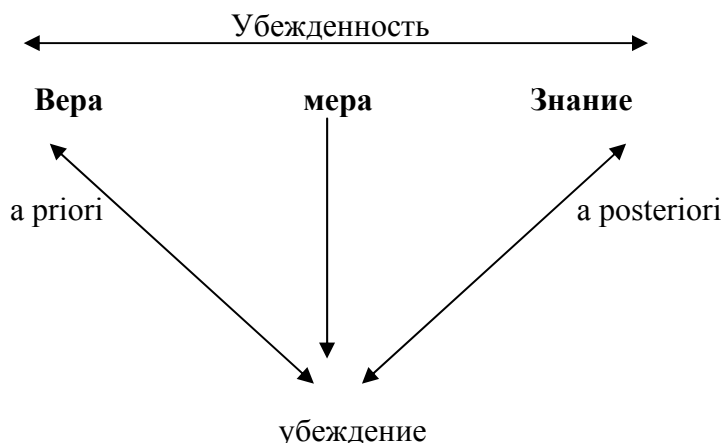 Убежденность
Вера мера Знание
a priori a posteriori
убеждение